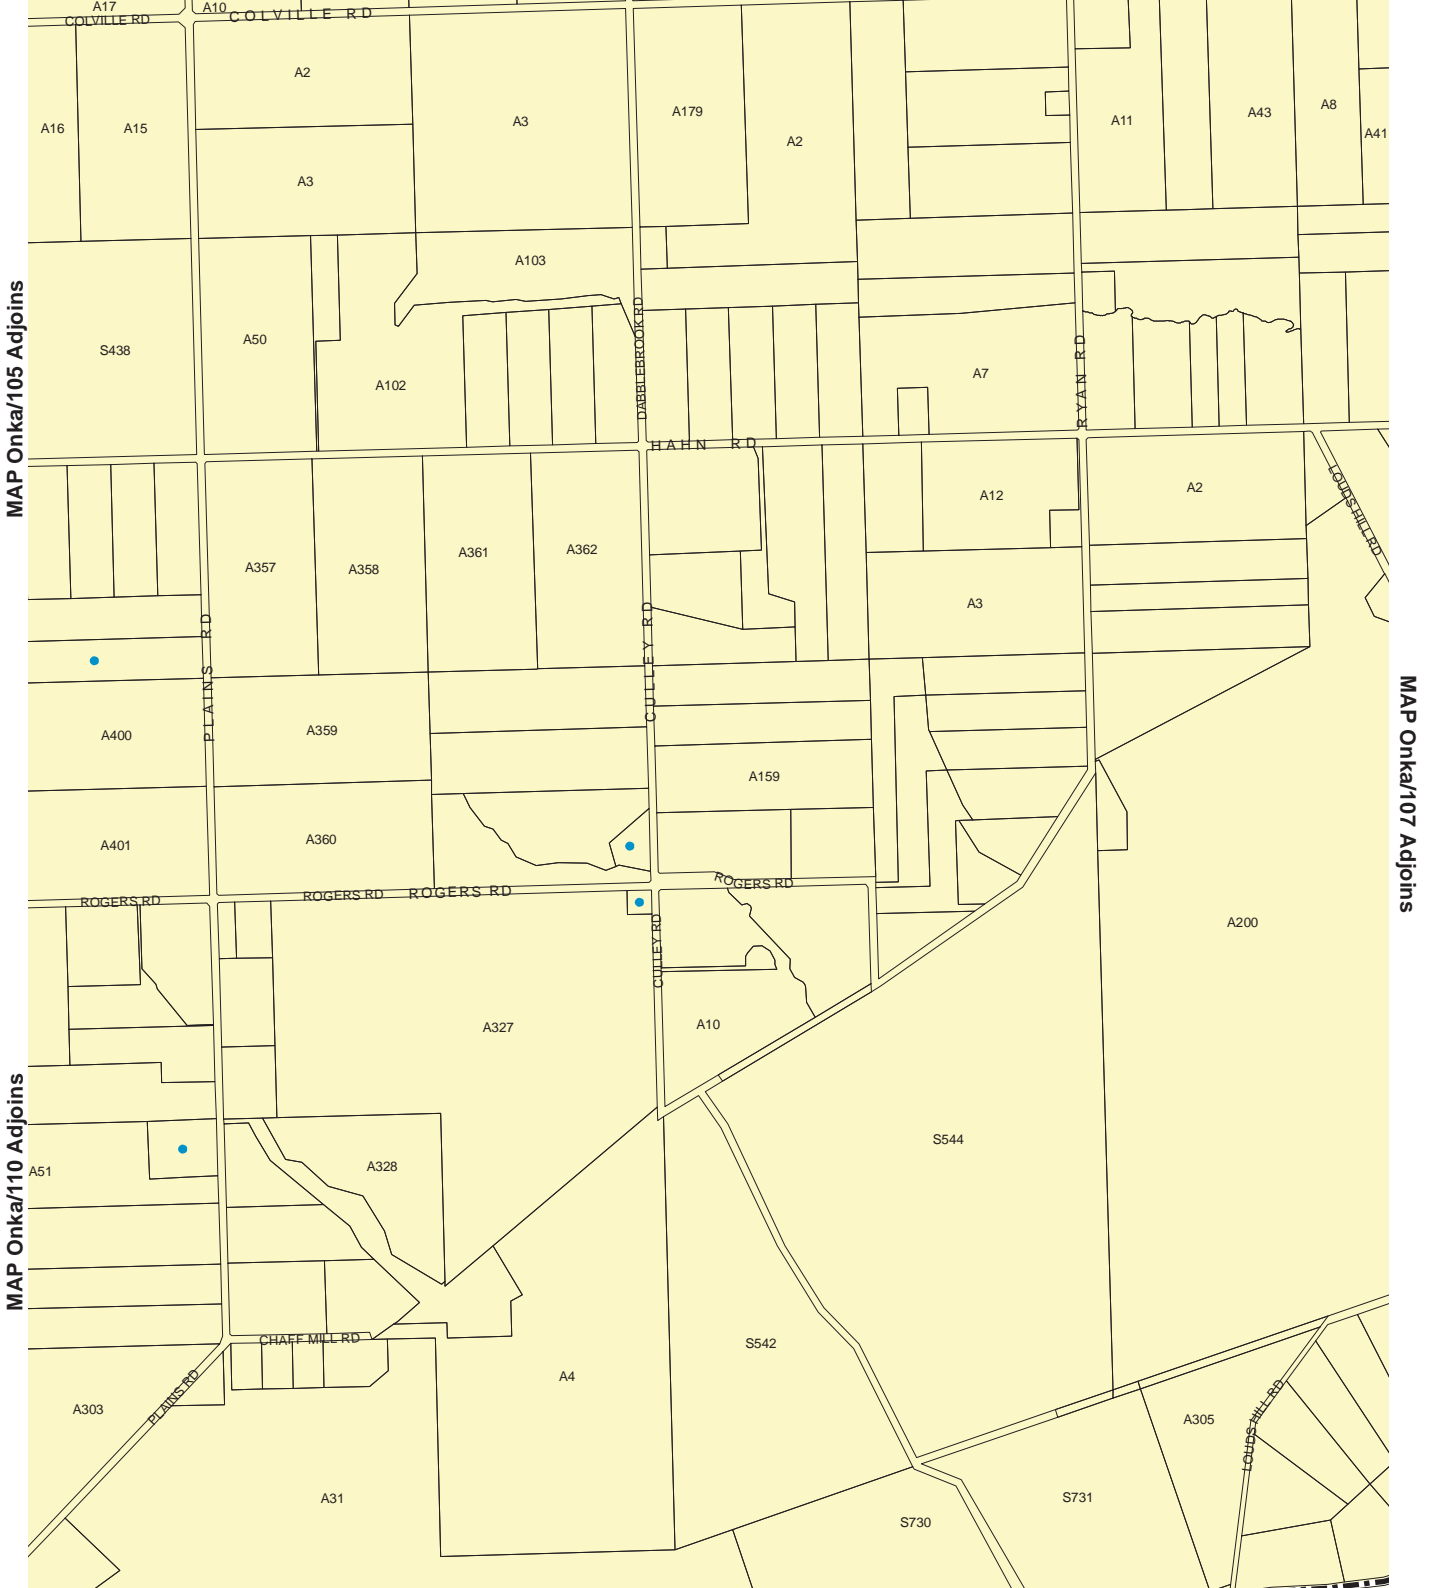 A17
A10
COLVILLE RD
COLVILLE RD
A2
A16
A15
A3
A179
A2
A11
A43
A8
A41
A3
A103
MAP Onka/105 Adjoins
S438
A50
A102
DABBLEBROOK RD
A7
RYAN RD
HAHN RD
A12
A2
LOUDS HILL RD
A357
A358
A361
A362
A3
PLAINS RD
CULLEY RD
MAP Onka/107 Adjoins
A400
A359
A159
A401
A360
ROGERS RD
ROGERS RD
ROGERS RD
ROGERS RD
CULLEY RD
A200
A327
A10
MAP Onka/110 Adjoins
A51
A328
S544
CHAFF MILL RD
S542
A4
A303
PLAINS RD
A305
LOUDS HILL RD
A31
S731
S730